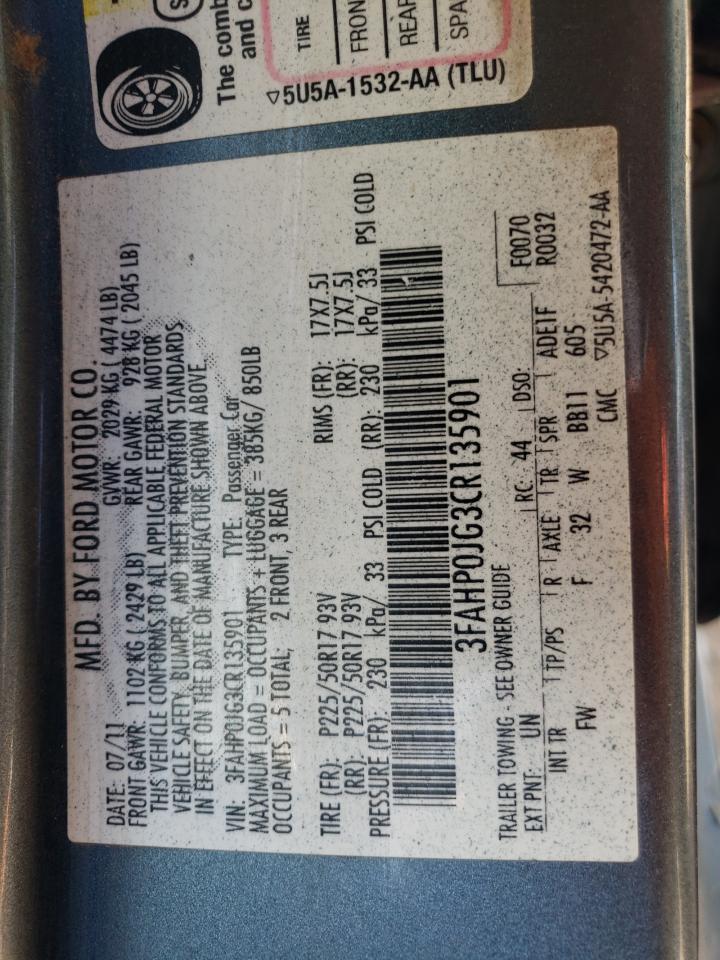 The comb
and c
TIRE
FRON
REAR
SPA
▽5U5A-1532-AA (TLU)
MFD. BY FORD MOTOR CO.
DATE: 07/11 GVWR: 2029 KG ( 4474 LB)
FRONT GAWR: 1102 KG ( 2429 LB) REAR GAWR: 928 KG ( 2045 LB)
THIS VEHICLE CONFORMS TO ALL APPLICABLE FEDERAL MOTOR
VEHICLE SAFETY, BUMPER, AND THEFT PREVENTION STANDARDS
IN EFFECT ON THE DATE OF MANUFACTURE SHOWN ABOVE.
VIN: 3FAHP0JG3CR135901 TYPE: Passenger Car
MAXIMUM LOAD = OCCUPANTS + LUGGAGE = 385KG/ 850LB
OCCUPANTS = 5 TOTAL; 2 FRONT, 3 REAR
TIRE (FR): P225/50R17 93V RIMS (FR): 17X7.5J
(RR): P225/50R17 93V (RR): 17X7.5J
PRESSURE (FR): 230 kPa/ 33 PSI COLD (RR): 230 kPa/ 33 PSI COLD
3FAHP0JG3CR135901
TRAILER TOWING - SEE OWNER GUIDE
EXT PNT: UN RC: 44 DSO: F0070
INT TR TP/PS R AXLE TR SPR ADE1F R0032
FW F 32 W BB11 605
CMC ▽5U5A-5420472-AA